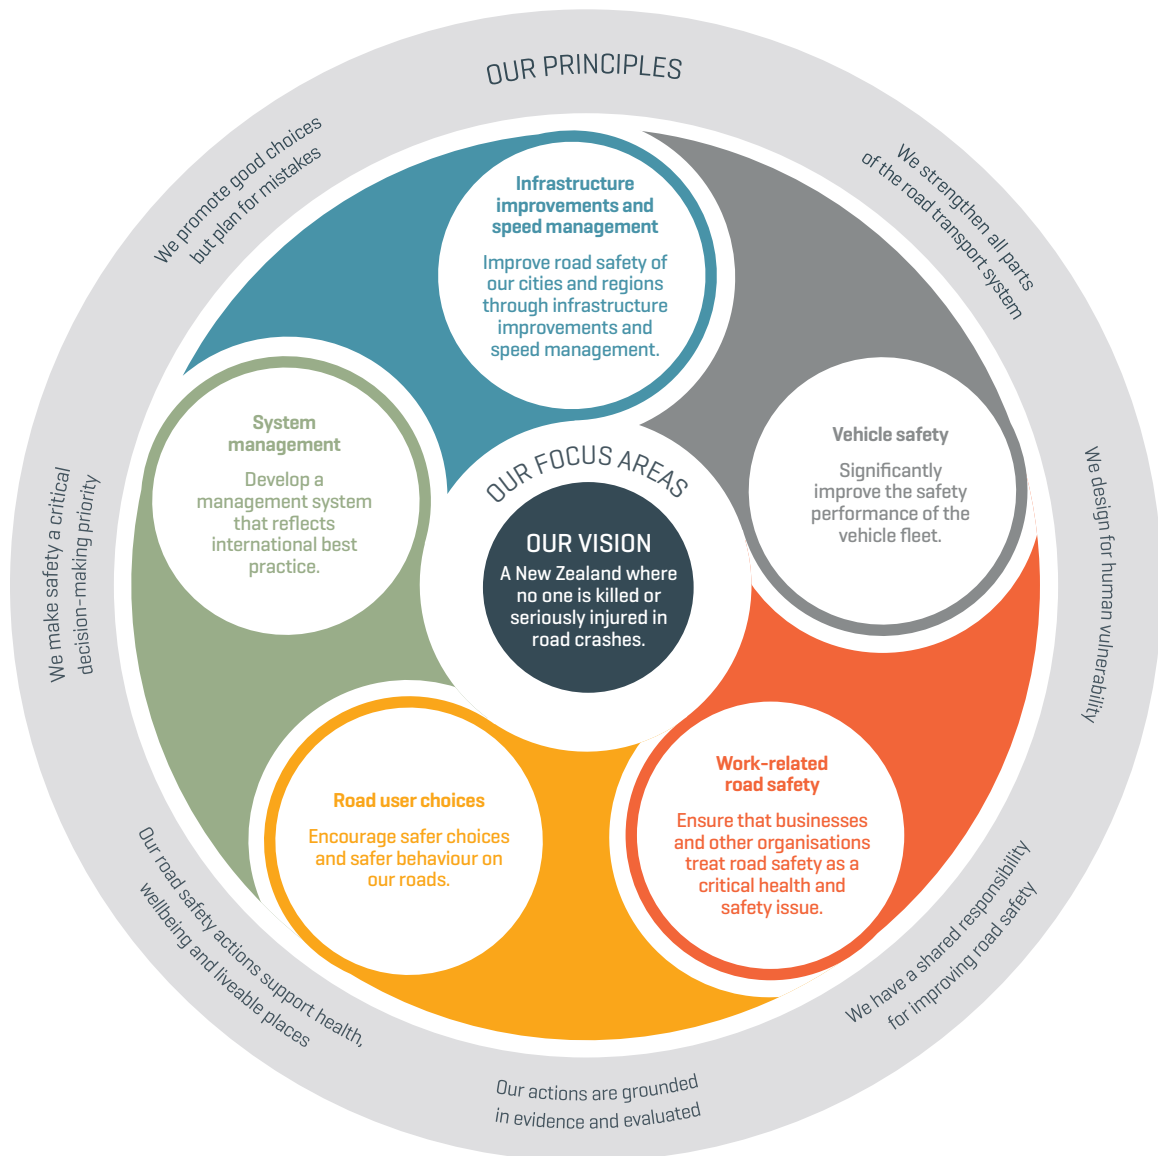 OUR PRINCIPLES
We promote good choices
but plan for mistakes
We strengthen all parts
of the road transport system
We design for human vulnerability
We have a shared responsibility
for improving road safety
Our actions are grounded
in evidence and evaluated
Our road safety actions support health,
wellbeing and liveable places
We make safety a critical
decision-making priority
Infrastructure
improvements and
speed management
Improve road safety of
our cities and regions
through infrastructure
improvements and
speed management.
Vehicle safety
Significantly
improve the safety
performance of the
vehicle fleet.
Work-related
road safety
Ensure that businesses
and other organisations
treat road safety as a
critical health and
safety issue.
Road user choices
Encourage safer choices
and safer behaviour on
our roads.
System
management
Develop a
management system
that reflects
international best
practice.
OUR FOCUS AREAS
OUR VISION
A New Zealand where
no one is killed or
seriously injured in
road crashes.